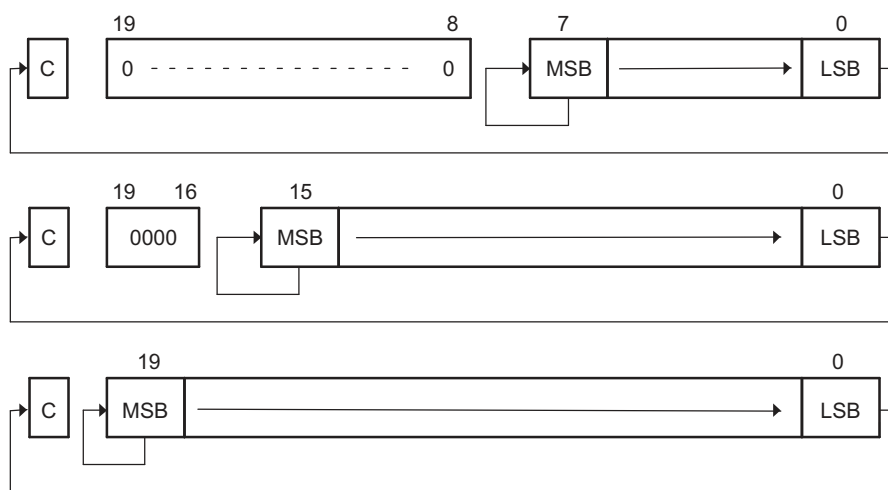 19 8 7 0
C 0 0 MSB LSB
19 16 15 0
C 0000 MSB LSB
19 0
C MSB LSB